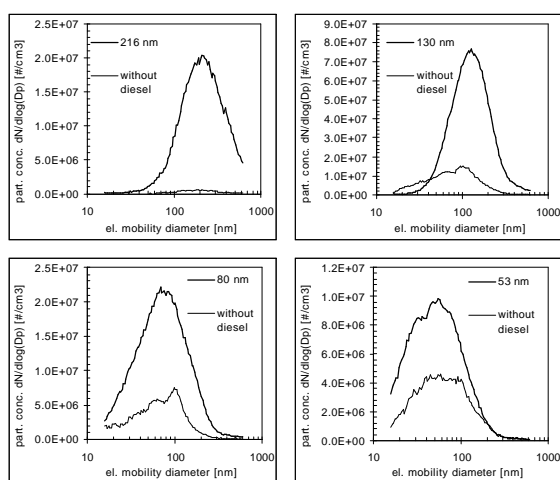 part. conc. dN/dlog(Dp) [#/cm3]
2.5E+07
2.0E+07
1.5E+07
1.0E+07
5.0E+06
0.0E+00
216 nm
without
diesel
10
100
1000
el. mobility diameter [nm]
part. conc. dN/dlog(Dp) [#/cm3]
9.0E+07
8.0E+07
7.0E+07
6.0E+07
5.0E+07
4.0E+07
3.0E+07
2.0E+07
1.0E+07
0.0E+00
130 nm
without
diesel
10
100
1000
el. mobility diameter [nm]
part. conc. dN/dlog(Dp) [#/cm3]
2.5E+07
2.0E+07
1.5E+07
1.0E+07
5.0E+06
0.0E+00
80 nm
without
diesel
10
100
1000
el. mobility diameter [nm]
part. conc. dN/dlog(Dp) [#/cm3]
1.2E+07
1.0E+07
8.0E+06
6.0E+06
4.0E+06
2.0E+06
0.0E+00
53 nm
without
diesel
10
100
1000
el. mobility diameter [nm]